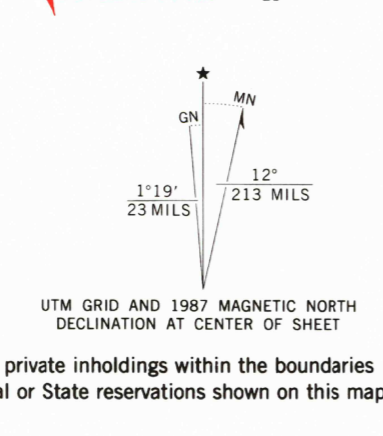 ★
MN
GN
12°
213 MILS
1°19′
23 MILS
UTM GRID AND 1987 MAGNETIC NORTH
DECLINATION AT CENTER OF SHEET
private inholdings within the boundaries
or State reservations shown on this map